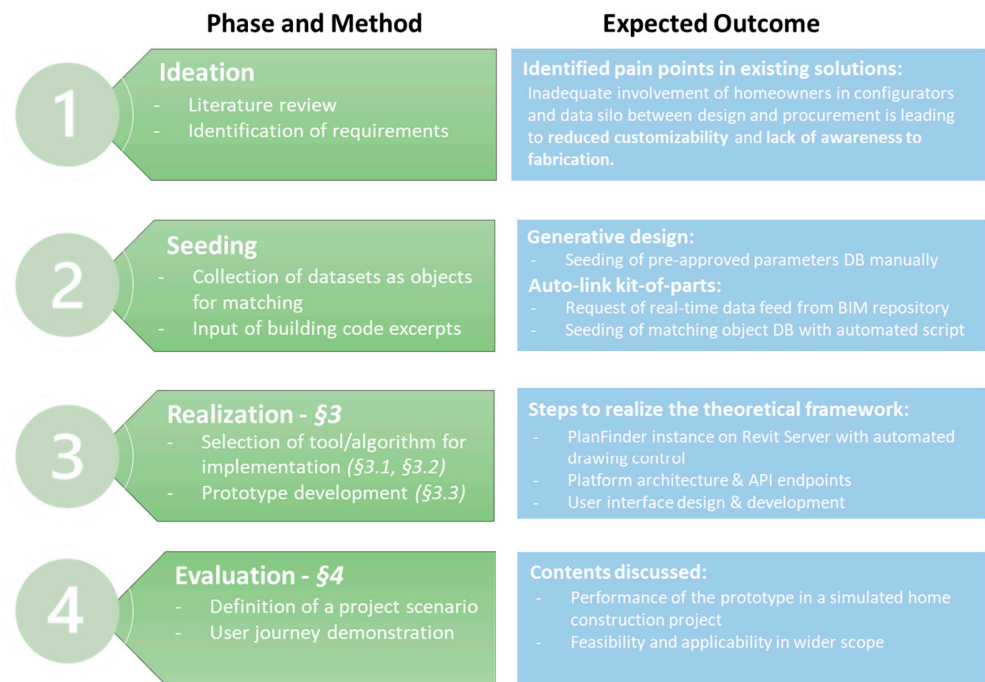 Phase and Method
Expected Outcome
1
Ideation
- Literature review
- Identification of requirements
Identified pain points in existing solutions:
Inadequate involvement of homeowners in configurators
and data silo between design and procurement is leading
to reduced customizability and lack of awareness to
fabrication.
2
Seeding
- Collection of datasets as objects
for matching
- Input of building code excerpts
Generative design:
- Seeding of pre-approved parameters DB manually
Auto-link kit-of-parts:
- Request of real-time data feed from BIM repository
- Seeding of matching object DB with automated script
3
Realization - §3
- Selection of tool/algorithm for
implementation (§3.1, §3.2)
- Prototype development (§3.3)
Steps to realize the theoretical framework:
- PlanFinder instance on Revit Server with automated
drawing control
- Platform architecture & API endpoints
- User interface design & development
4
Evaluation - §4
- Definition of a project scenario
- User journey demonstration
Contents discussed:
- Performance of the prototype in a simulated home
construction project
- Feasibility and applicability in wider scope